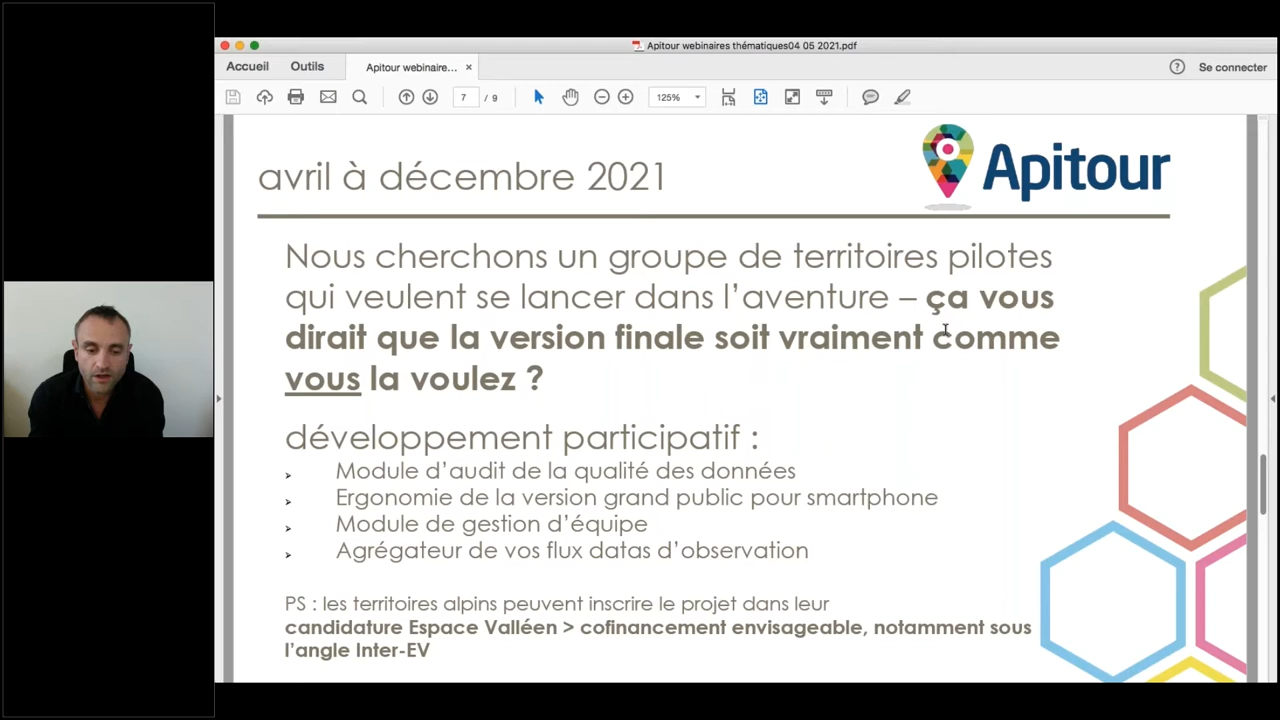 Apitour webinaires thématiques04 05 2021.pdf
Accueil
Outils
Apitour webinaire... ×
? Se connecter
7 / 9
125%
Apitour
avril à décembre 2021
Nous cherchons un groupe de territoires pilotes
qui veulent se lancer dans l’aventure – ça vous
dirait que la version finale soit vraiment comme
vous la voulez ?
développement participatif :
➢ Module d’audit de la qualité des données
➢ Ergonomie de la version grand public pour smartphone
➢ Module de gestion d’équipe
➢ Agrégateur de vos flux datas d’observation
PS : les territoires alpins peuvent inscrire le projet dans leur
candidature Espace Valléen > cofinancement envisageable, notamment sous
l’angle Inter-EV